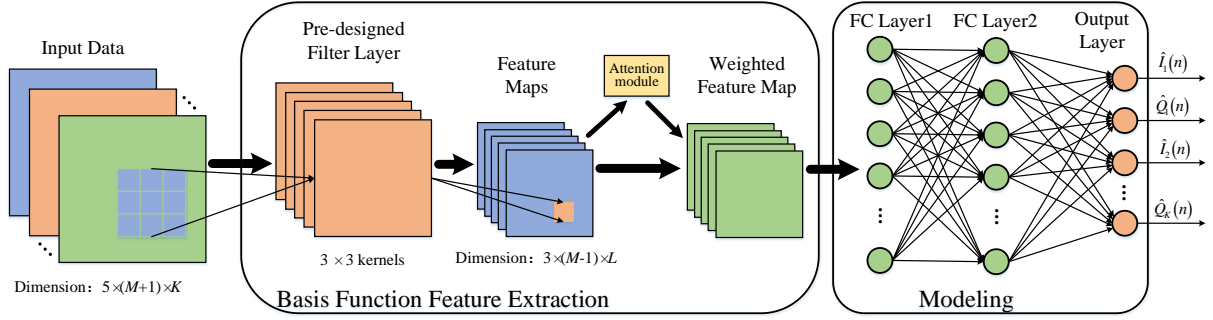 Input Data
Dimension：5×(M+1)×K
Pre-designed
Filter Layer
3 × 3 kernels
Feature
Maps
Dimension：3×(M-1)×L
Attention
module
Weighted
Feature Map
Basis Function Feature Extraction
FC Layer1
FC Layer2
Output
Layer
Î₁(n)
Q̂₁(n)
Î₂(n)
Q̂_K(n)
Modeling